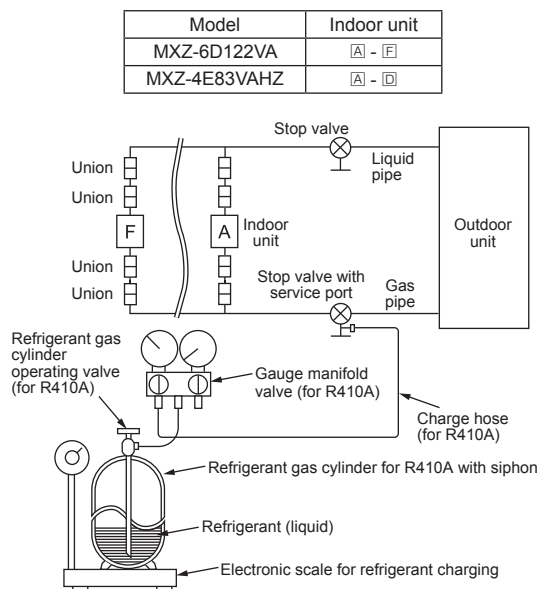 Model Indoor unit
MXZ-6D122VA A - F
MXZ-4E83VAHZ A - D
Stop valve
Liquid
pipe
Union
Union
F
A
Indoor
unit
Outdoor
unit
Union
Union
Stop valve with
service port
Gas
pipe
Refrigerant gas
cylinder
operating valve
(for R410A)
Gauge manifold
valve (for R410A)
Charge hose
(for R410A)
Refrigerant gas cylinder for R410A with siphon
Refrigerant (liquid)
Electronic scale for refrigerant charging